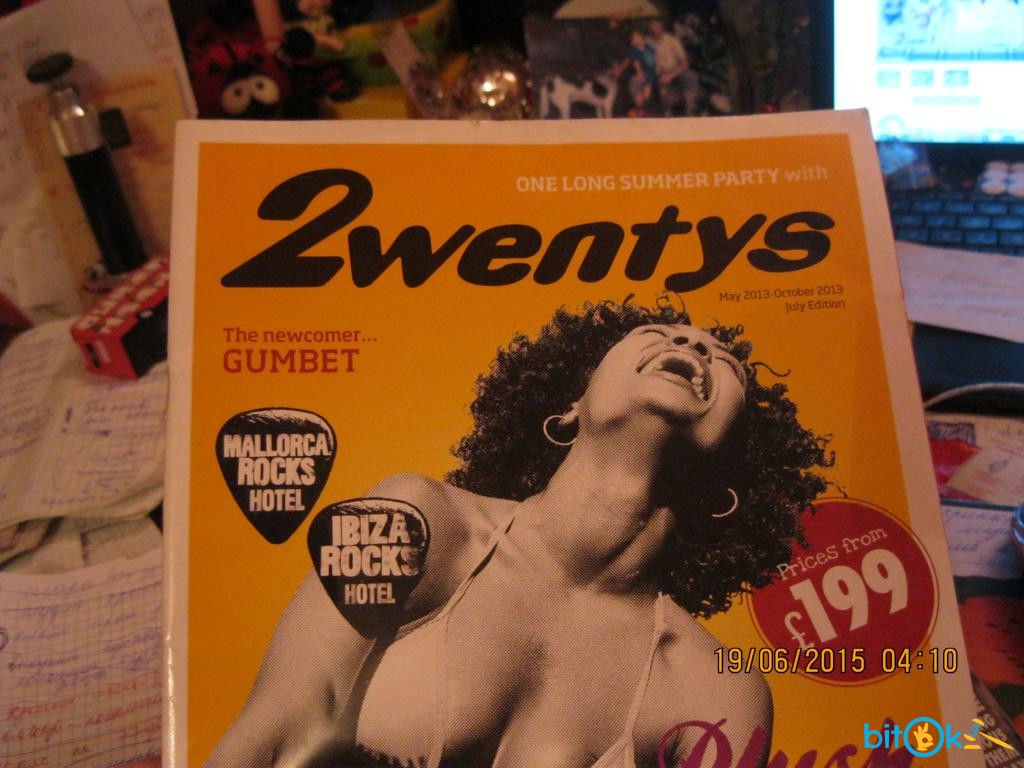 ONE LONG SUMMER PARTY with
2wentys
May 2013-October 2013
July Edition
The newcomer...
GUMBET
MALLORCA
ROCKS
HOTEL
IBIZA
ROCKS
HOTEL
Prices from
£199
19/06/2015 04:10
Plush
bitOk